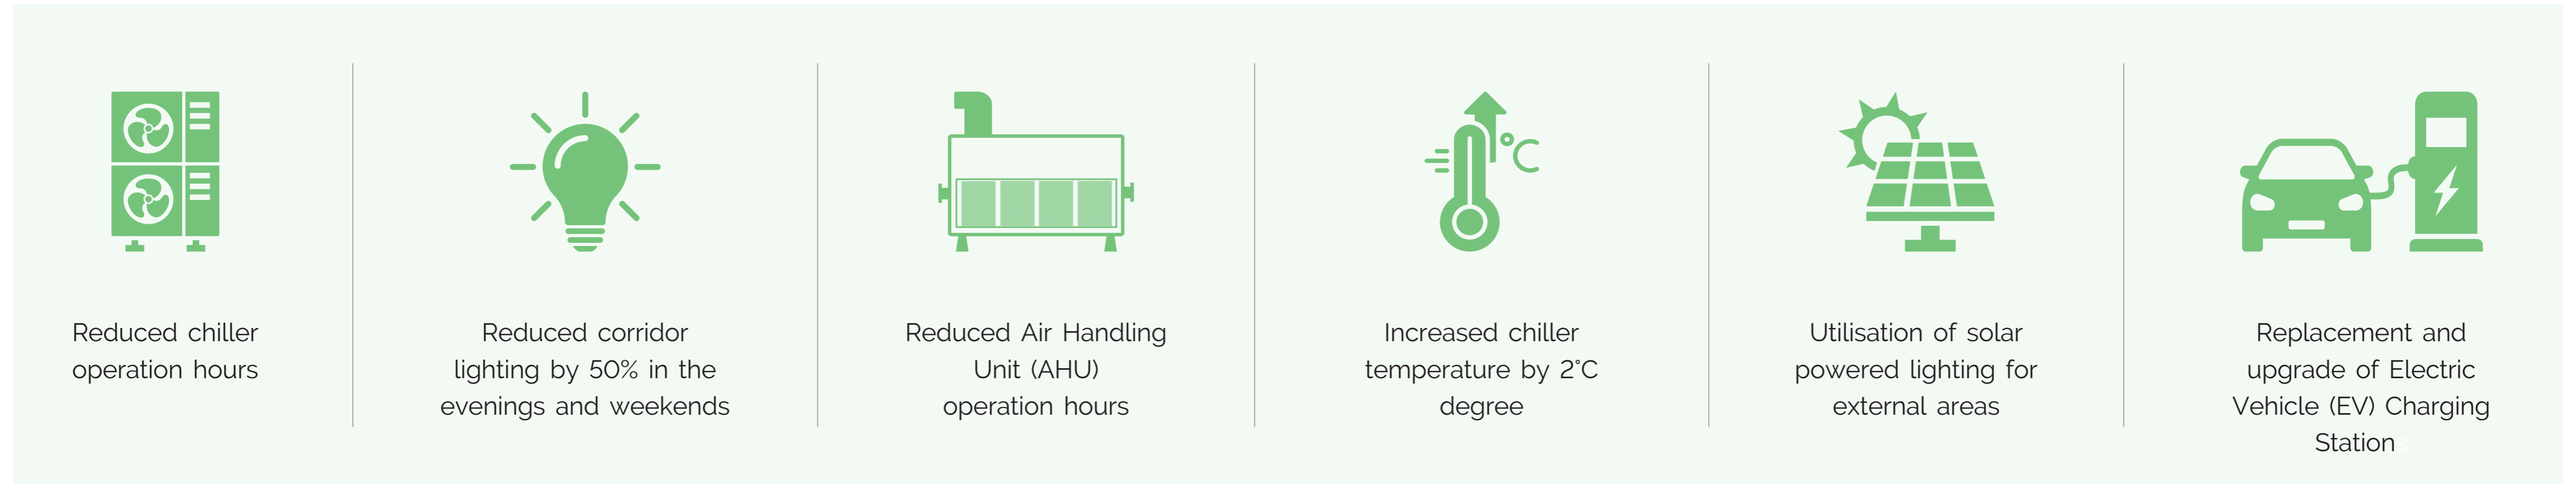 Reduced chiller
operation hours
Reduced corridor
lighting by 50% in the
evenings and weekends
Reduced Air Handling
Unit (AHU)
operation hours
°C
Increased chiller
temperature by 2°C
degree
Utilisation of solar
powered lighting for
external areas
Replacement and
upgrade of Electric
Vehicle (EV) Charging
Stations